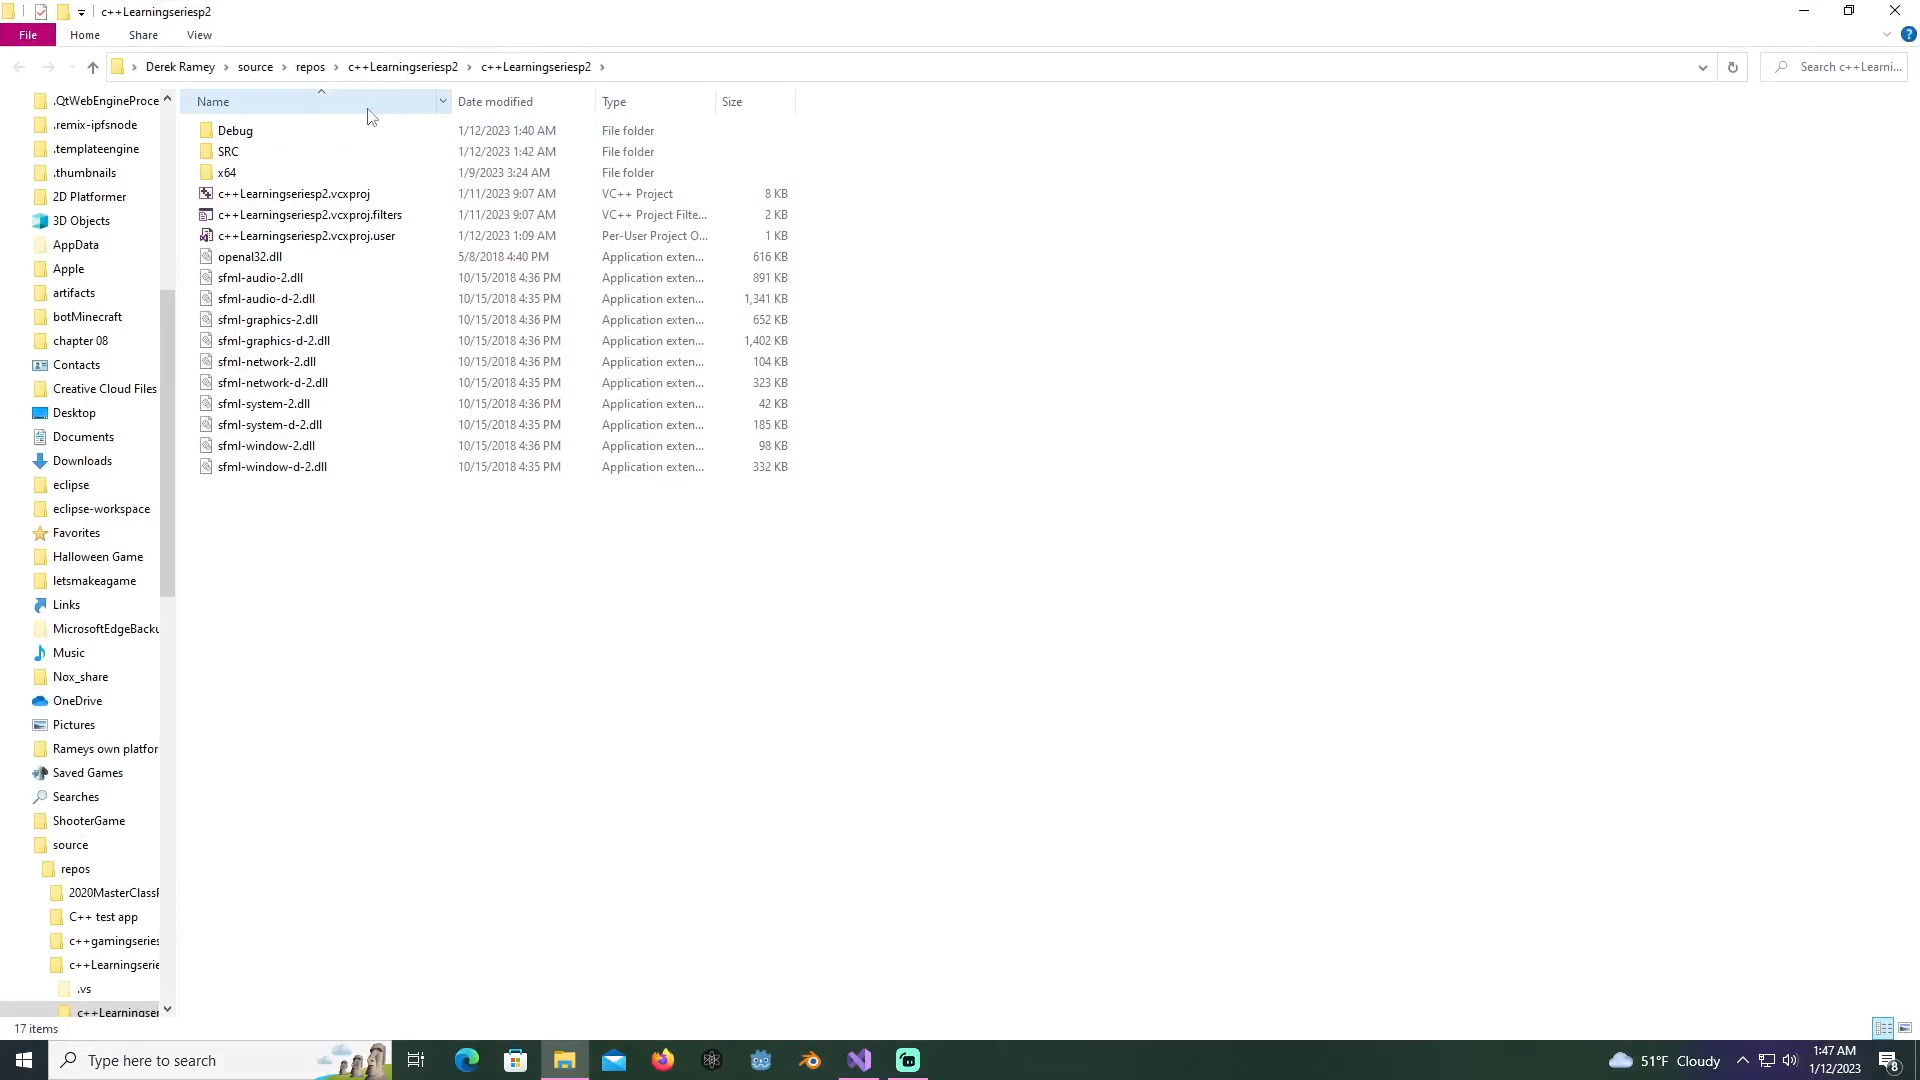 c++Learningseriesp2
File Home Share View
Derek Ramey source repos c++Learningseriesp2 c++Learningseriesp2
Search c++Learni...
Name Date modified Type Size
Debug 1/12/2023 1:40 AM File folder
SRC 1/12/2023 1:42 AM File folder
x64 1/9/2023 3:24 AM File folder
c++Learningseriesp2.vcxproj 1/11/2023 9:07 AM VC++ Project 8 KB
c++Learningseriesp2.vcxproj.filters 1/11/2023 9:07 AM VC++ Project Filte... 2 KB
c++Learningseriesp2.vcxproj.user 1/12/2023 1:09 AM Per-User Project O... 1 KB
openal32.dll 5/8/2018 4:40 PM Application exten... 616 KB
sfml-audio-2.dll 10/15/2018 4:36 PM Application exten... 891 KB
sfml-audio-d-2.dll 10/15/2018 4:35 PM Application exten... 1,341 KB
sfml-graphics-2.dll 10/15/2018 4:36 PM Application exten... 652 KB
sfml-graphics-d-2.dll 10/15/2018 4:35 PM Application exten... 1,402 KB
sfml-network-2.dll 10/15/2018 4:36 PM Application exten... 104 KB
sfml-network-d-2.dll 10/15/2018 4:35 PM Application exten... 323 KB
sfml-system-2.dll 10/15/2018 4:36 PM Application exten... 42 KB
sfml-system-d-2.dll 10/15/2018 4:35 PM Application exten... 185 KB
sfml-window-2.dll 10/15/2018 4:36 PM Application exten... 98 KB
sfml-window-d-2.dll 10/15/2018 4:35 PM Application exten... 332 KB
.QtWebEngineProce
.remix-ipfsnode
.templateengine
.thumbnails
2D Platformer
3D Objects
AppData
Apple
artifacts
botMinecraft
chapter 08
Contacts
Creative Cloud Files
Desktop
Documents
Downloads
eclipse
eclipse-workspace
Favorites
Halloween Game
letsmakeagame
Links
MicrosoftEdgeBacku
Music
Nox_share
OneDrive
Pictures
Rameys own platfor
Saved Games
Searches
ShooterGame
source
repos
2020MasterClassP
C++ test app
c++gamingseries
c++Learningserie
.vs
c++Learningser
17 items
Type here to search
51°F Cloudy
1:47 AM
1/12/2023
8